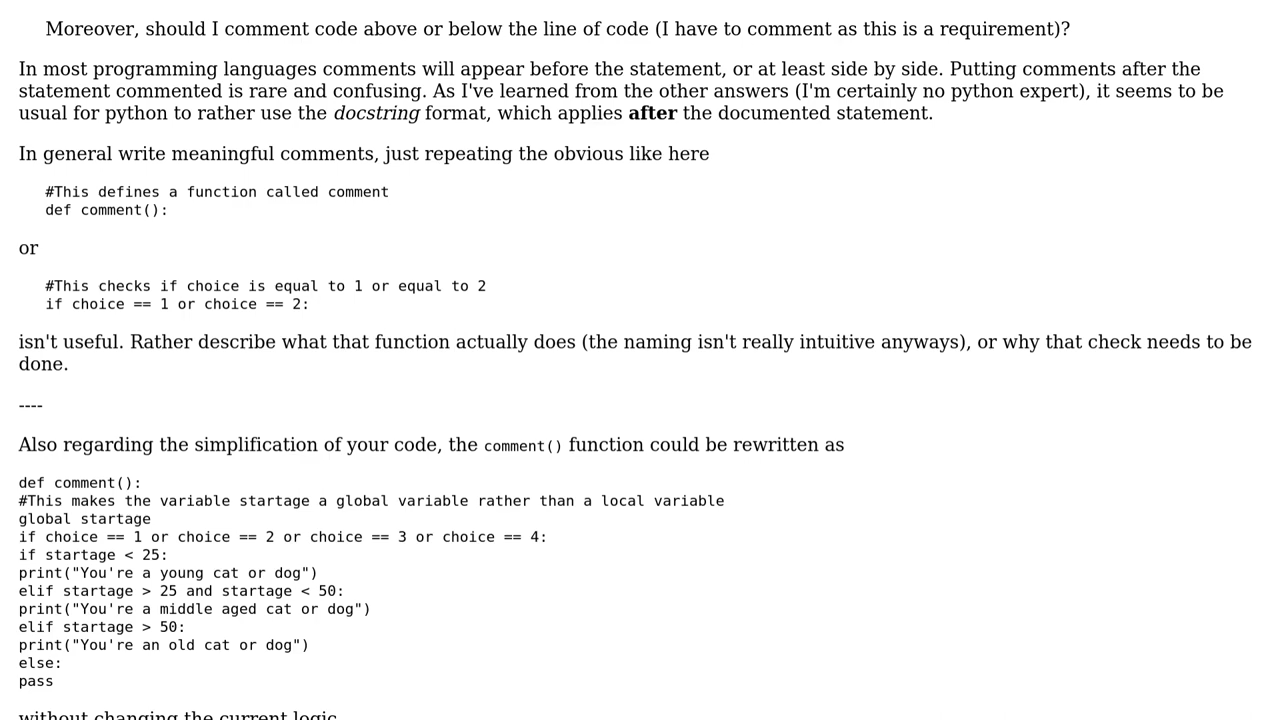 Moreover, should I comment code above or below the line of code (I have to comment as this is a requirement)?
In most programming languages comments will appear before the statement, or at least side by side. Putting comments after the
statement commented is rare and confusing. As I've learned from the other answers (I'm certainly no python expert), it seems to be
usual for python to rather use the docstring format, which applies after the documented statement.
In general write meaningful comments, just repeating the obvious like here
#This defines a function called comment
def comment():
or
#This checks if choice is equal to 1 or equal to 2
if choice == 1 or choice == 2:
isn't useful. Rather describe what that function actually does (the naming isn't really intuitive anyways), or why that check needs to be
done.
----
Also regarding the simplification of your code, the comment() function could be rewritten as
def comment():
#This makes the variable startage a global variable rather than a local variable
global startage
if choice == 1 or choice == 2 or choice == 3 or choice == 4:
if startage < 25:
print("You're a young cat or dog")
elif startage > 25 and startage < 50:
print("You're a middle aged cat or dog")
elif startage > 50:
print("You're an old cat or dog")
else:
pass
without changing the current logic.